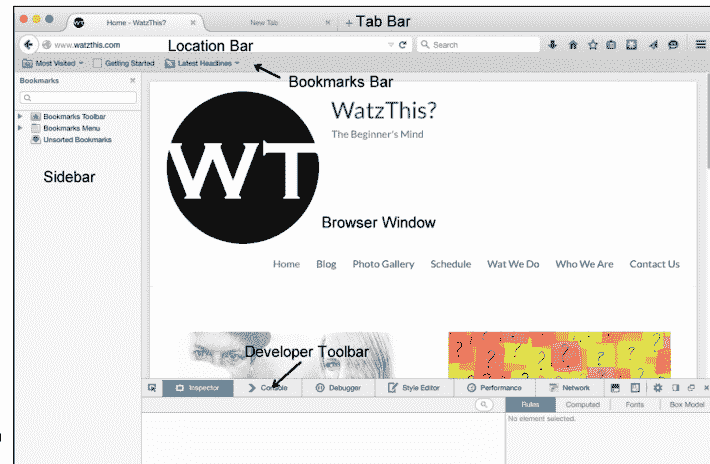 Home - WatzThis?
New Tab
Tab Bar
www.watzthis.com
Location Bar
Search
Most Visited
Getting Started
Latest Headlines
Bookmarks Bar
Bookmarks
Bookmarks Toolbar
Bookmarks Menu
Unsorted Bookmarks
Sidebar
WT
WatzThis?
The Beginner's Mind
Browser Window
Home Blog Photo Gallery Schedule Wat We Do Who We Are Contact Us
Developer Toolbar
Inspector Console Debugger Style Editor Performance Network
Rules Computed Fonts Box Model
No element selected.